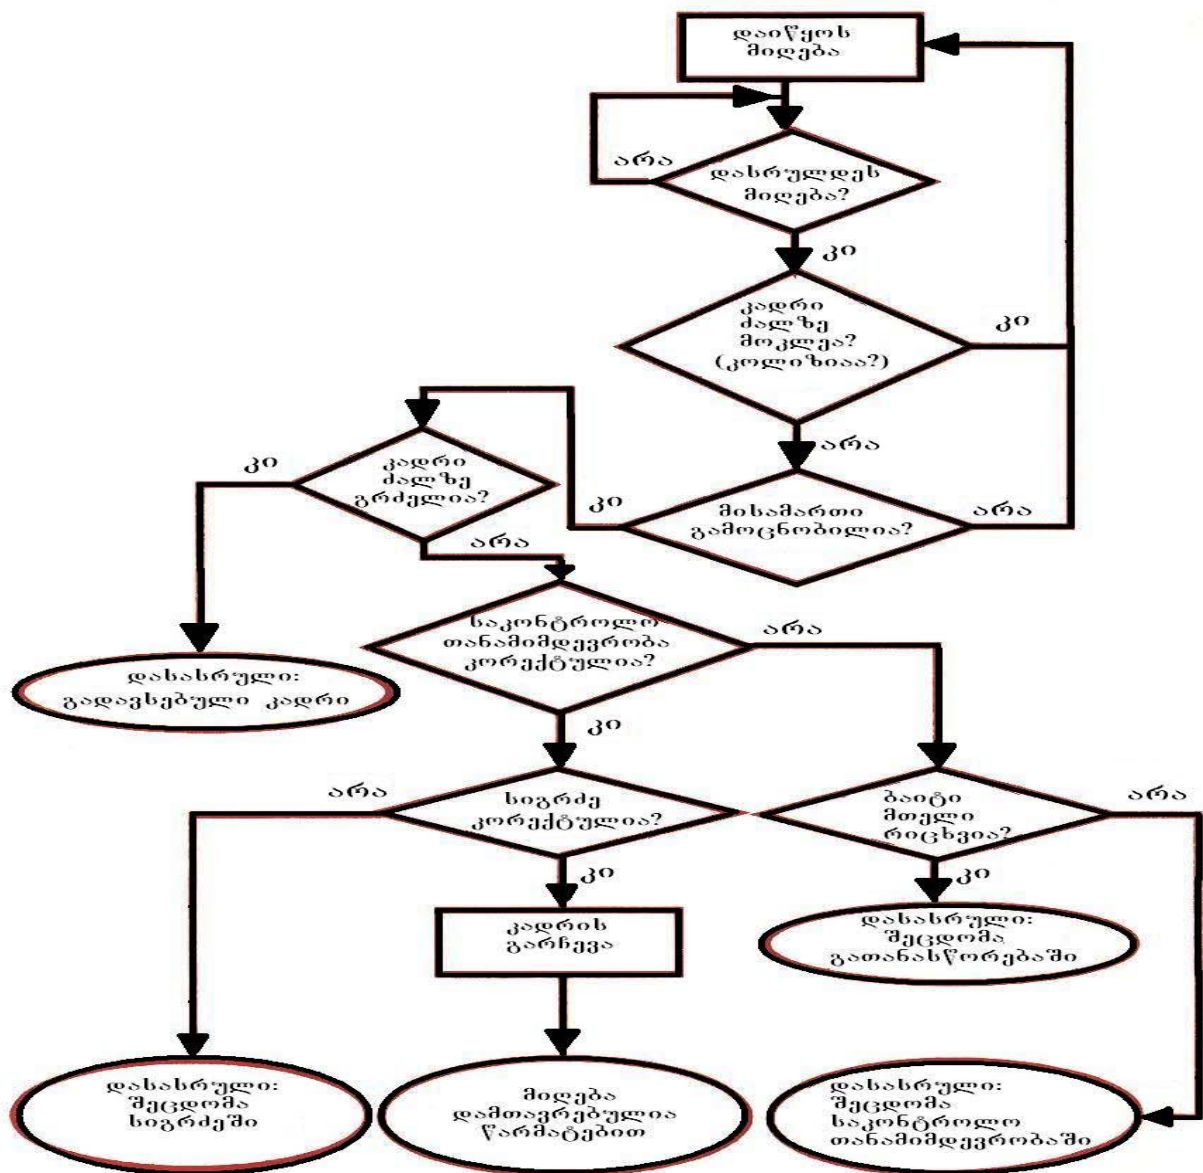 დაიწყოს
მიღება
არა
დასრულდეს
მიღება?
კი
კადრი
ძალზე
მოკლეა?
(კოლიზიაა?)
კი
არა
კი
კადრი
ძალზე
გრძელია?
კი
მისამართი
გამოცნობილია?
არა
არა
საკონტროლო
თანამიმდევრობა
კორექტულია?
არა
დასასრული:
გადავსებული კადრი
კი
არა
სიგრძე
კორექტულია?
ბაიტი
მთელი
რიცხვია?
არა
კი
კი
კადრის
გარჩევა
დასასრული:
შეცდომა
გათანასწორებაში
დასასრული:
შეცდომა
სიგრძეში
მიღება
დამთავრებულია
წარმატებით
დასასრული:
შეცდომა
საკონტროლო
თანამიმდევრობაში